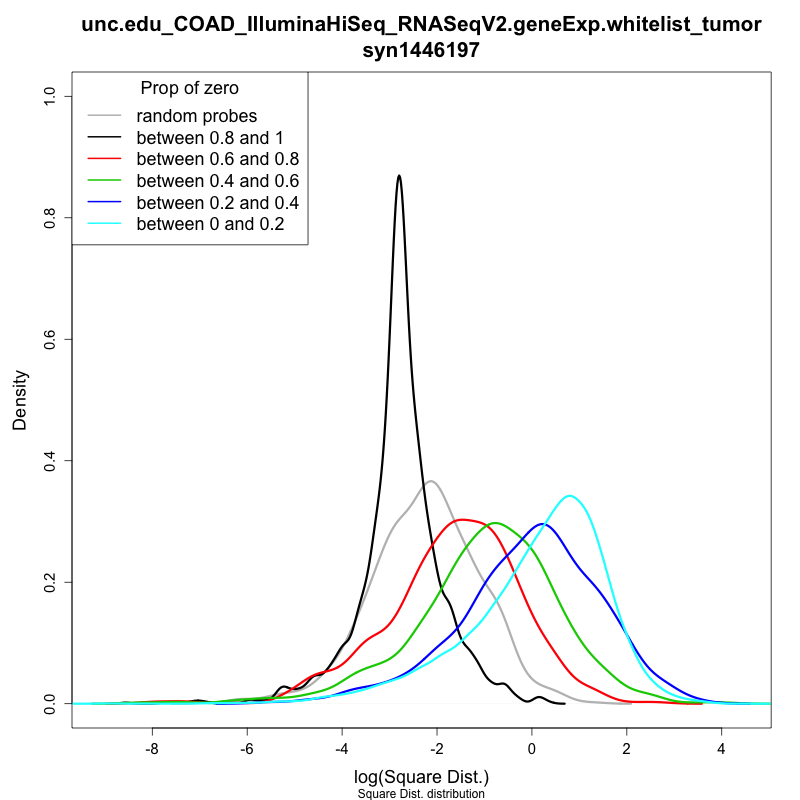 unc.edu_COAD_IlluminaHiSeq_RNASeqV2.geneExp.whitelist_tumor
syn1446197
Prop of zero
random probes
between 0.8 and 1
between 0.6 and 0.8
between 0.4 and 0.6
between 0.2 and 0.4
between 0 and 0.2
Density
1.0
0.8
0.6
0.4
0.2
0.0
-8 -6 -4 -2 0 2 4
log(Square Dist.)
Square Dist. distribution